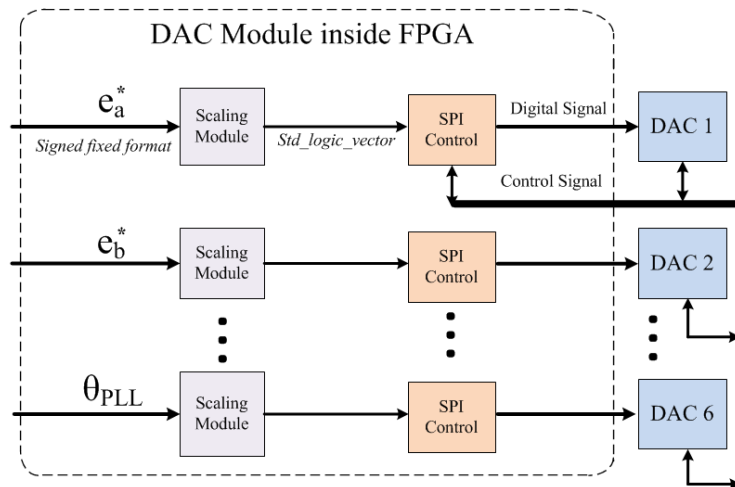 DAC Module inside FPGA
e*a
Signed fixed format
Scaling
Module
Std_logic_vector
SPI
Control
Digital Signal
Control Signal
DAC 1
e*b
Scaling
Module
SPI
Control
DAC 2
θPLL
Scaling
Module
SPI
Control
DAC 6